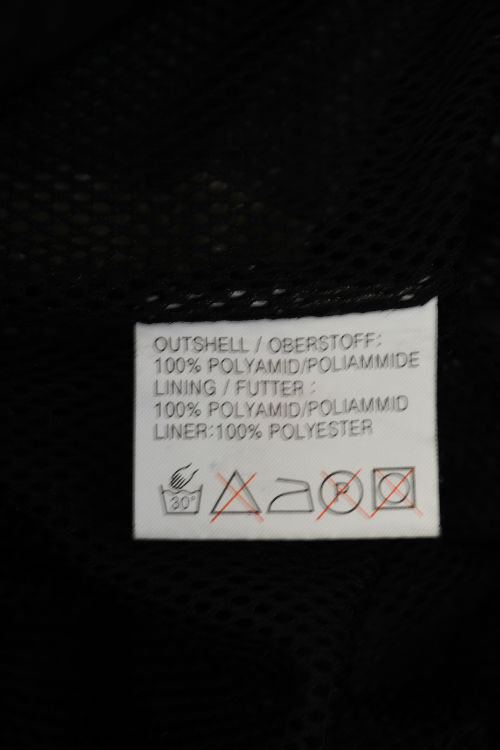 OUTSHELL / OBERSTOFF:
100% POLYAMID/POLIAMMIDE
LINING / FUTTER :
100% POLYAMID/POLIAMMID
LINER:100% POLYESTER
30° P